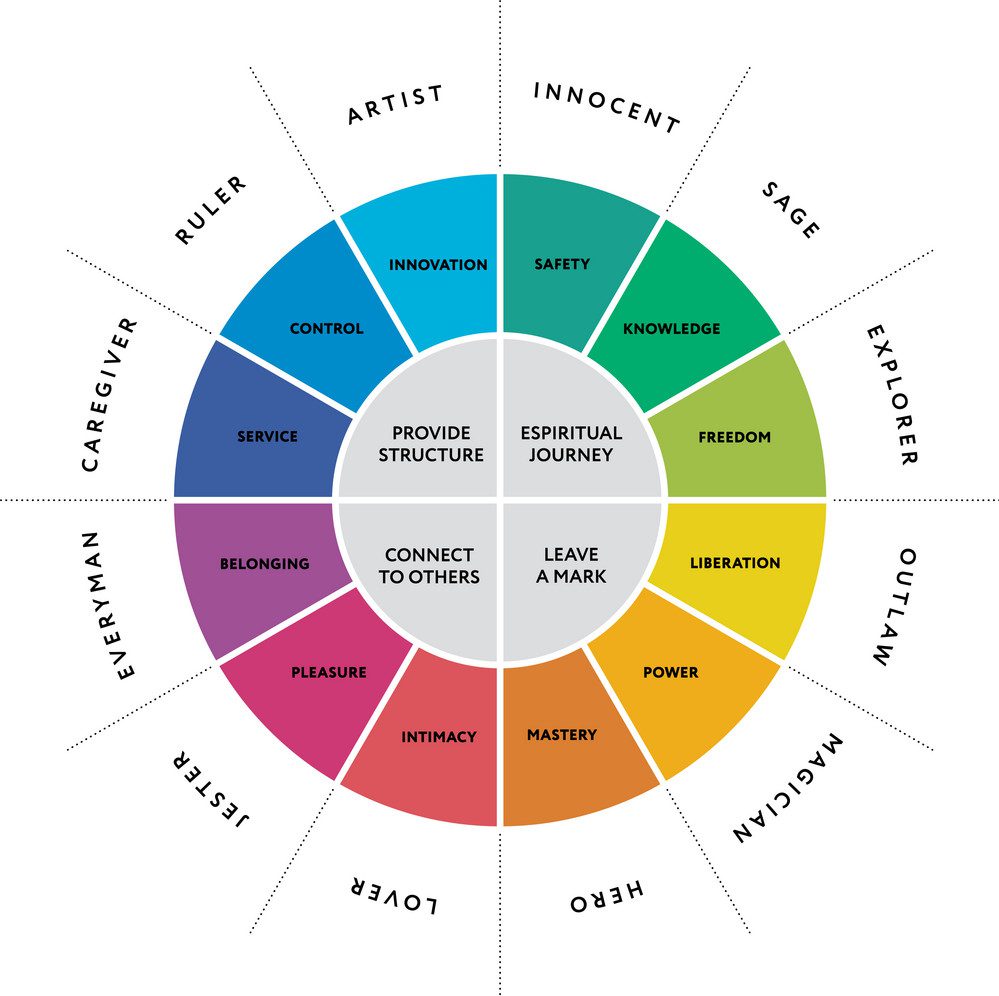 ARTIST
INNOCENT
RULER
SAGE
CAREGIVER
EXPLORER
EVERYMAN
OUTLAW
JESTER
MAGICIAN
LOVER
HERO
INNOVATION
SAFETY
CONTROL
KNOWLEDGE
SERVICE
FREEDOM
BELONGING
LIBERATION
PLEASURE
POWER
INTIMACY
MASTERY
PROVIDE
STRUCTURE
ESPIRITUAL
JOURNEY
CONNECT
TO OTHERS
LEAVE
A MARK